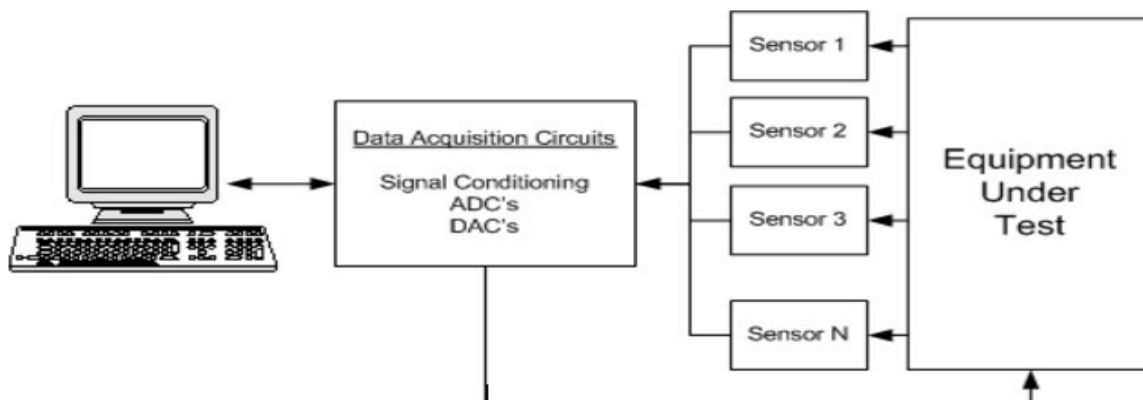 Data Acquisition Circuits
Signal Conditioning
ADC's
DAC's
Sensor 1
Sensor 2
Sensor 3
Sensor N
Equipment
Under
Test